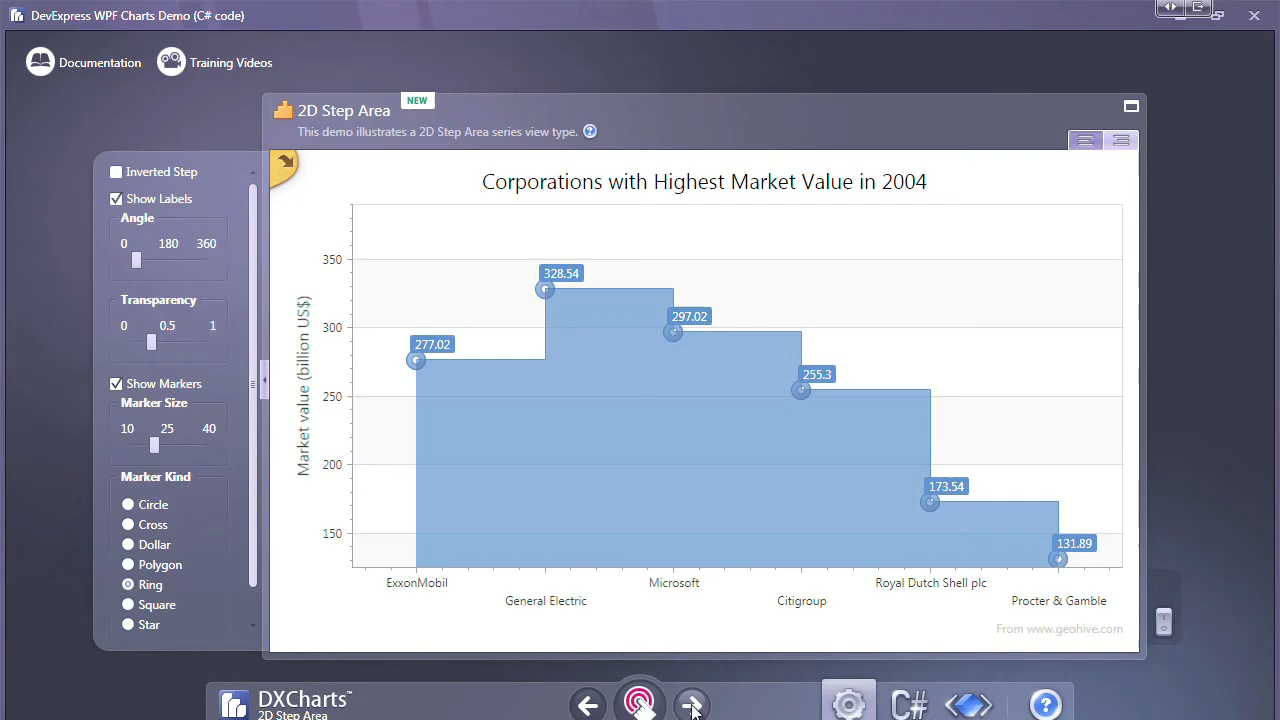 DevExpress WPF Charts Demo (C# code)
Documentation
Training Videos
2D Step Area
NEW
This demo illustrates a 2D Step Area series view type.
?
Inverted Step
Show Labels
Angle
0 180 360
Transparency
0 0.5 1
Show Markers
Marker Size
10 25 40
Marker Kind
Circle
Cross
Dollar
Polygon
Ring
Square
Star
Corporations with Highest Market Value in 2004
Market value (billion US$)
350
300
250
200
150
277.02
328.54
297.02
255.3
173.54
131.89
ExxonMobil
General Electric
Microsoft
Citigroup
Royal Dutch Shell plc
Procter & Gamble
From www.geohive.com
DXCharts™
2D Step Area
C#
?